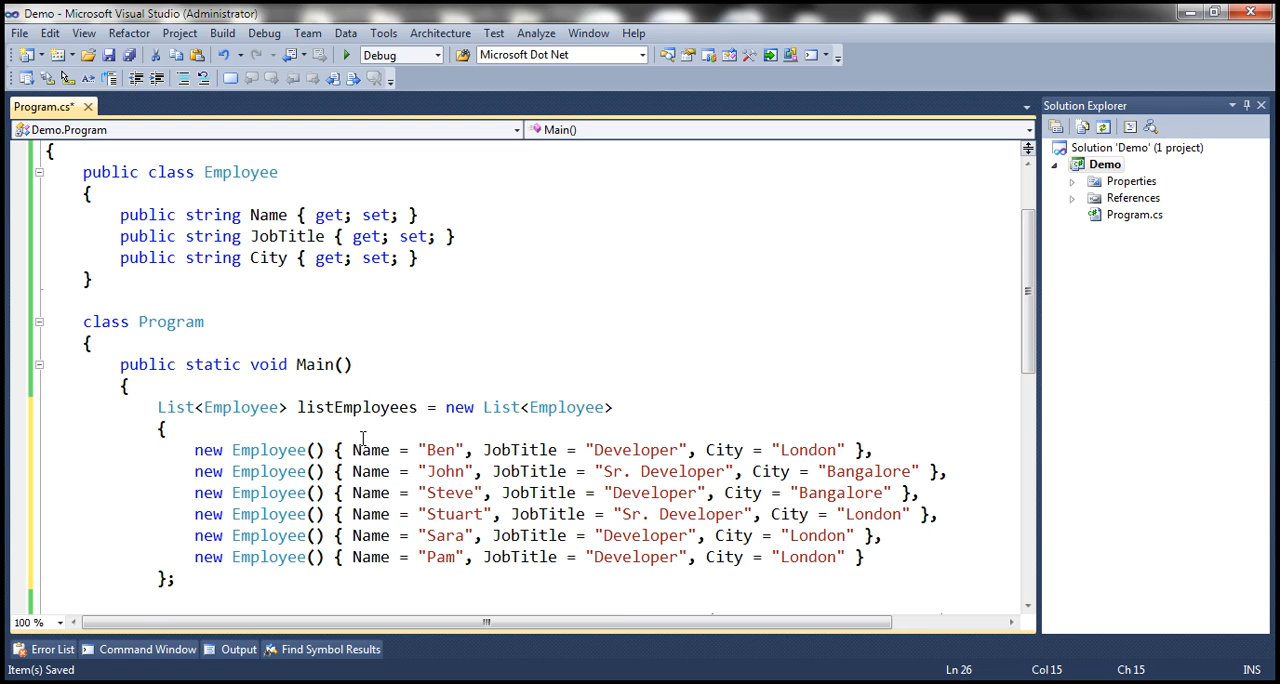 Demo - Microsoft Visual Studio (Administrator)
File Edit View Refactor Project Build Debug Team Data Tools Architecture Test Analyze Window Help
Debug Microsoft Dot Net
Program.cs*
Demo.Program Main()
{
public class Employee
{
public string Name { get; set; }
public string JobTitle { get; set; }
public string City { get; set; }
}
class Program
{
public static void Main()
{
List<Employee> listEmployees = new List<Employee>
{
new Employee() { Name = "Ben", JobTitle = "Developer", City = "London" },
new Employee() { Name = "John", JobTitle = "Sr. Developer", City = "Bangalore" },
new Employee() { Name = "Steve", JobTitle = "Developer", City = "Bangalore" },
new Employee() { Name = "Stuart", JobTitle = "Sr. Developer", City = "London" },
new Employee() { Name = "Sara", JobTitle = "Developer", City = "London" },
new Employee() { Name = "Pam", JobTitle = "Developer", City = "London" }
};
100 %
Solution Explorer
Solution 'Demo' (1 project)
Demo
Properties
References
Program.cs
Error List Command Window Output Find Symbol Results
Item(s) Saved Ln 26 Col 15 Ch 15 INS